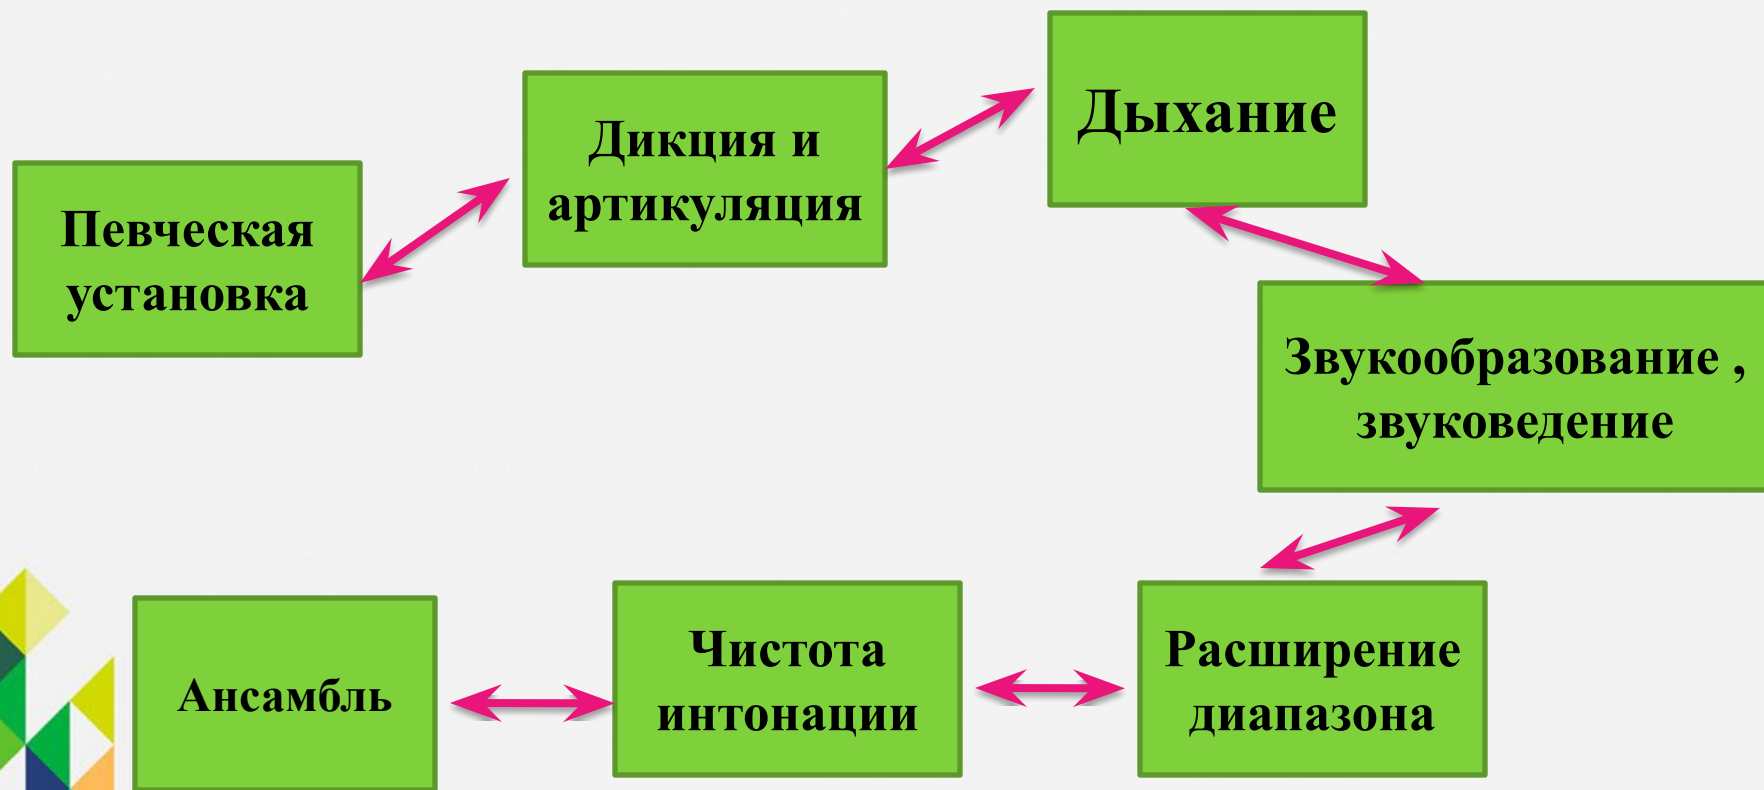 Певческая
установка
Дикция и
артикуляция
Дыхание
Звукообразование ,
звуковедение
Расширение
диапазона
Чистота
интонации
Ансамбль